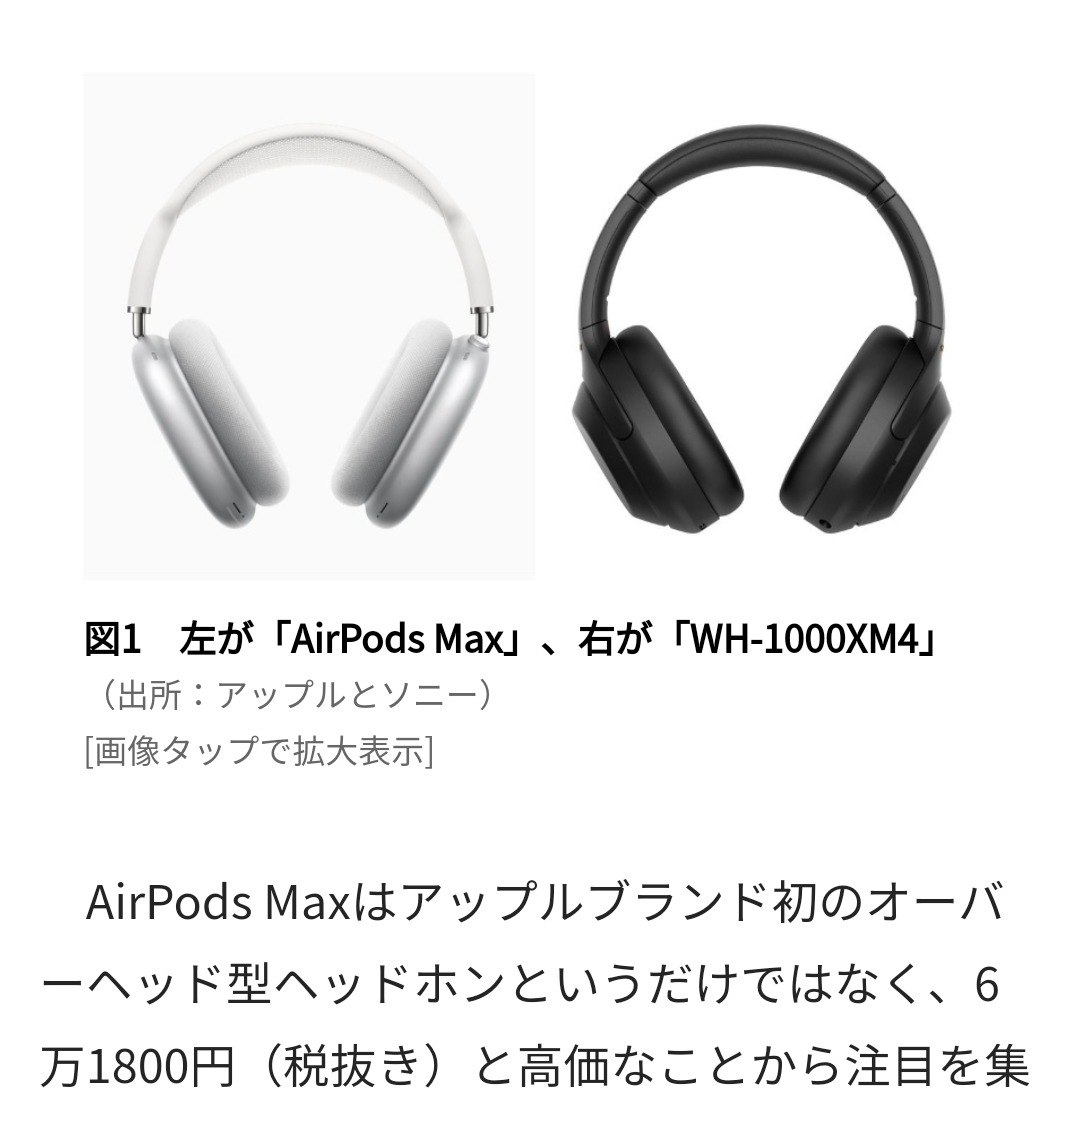 図1　左が「AirPods Max」、右が「WH-1000XM4」
（出所：アップルとソニー）
[画像タップで拡大表示]
　AirPods Maxはアップルブランド初のオーバ
ーヘッド型ヘッドホンというだけではなく、6
万1800円（税抜き）と高価なことから注目を集